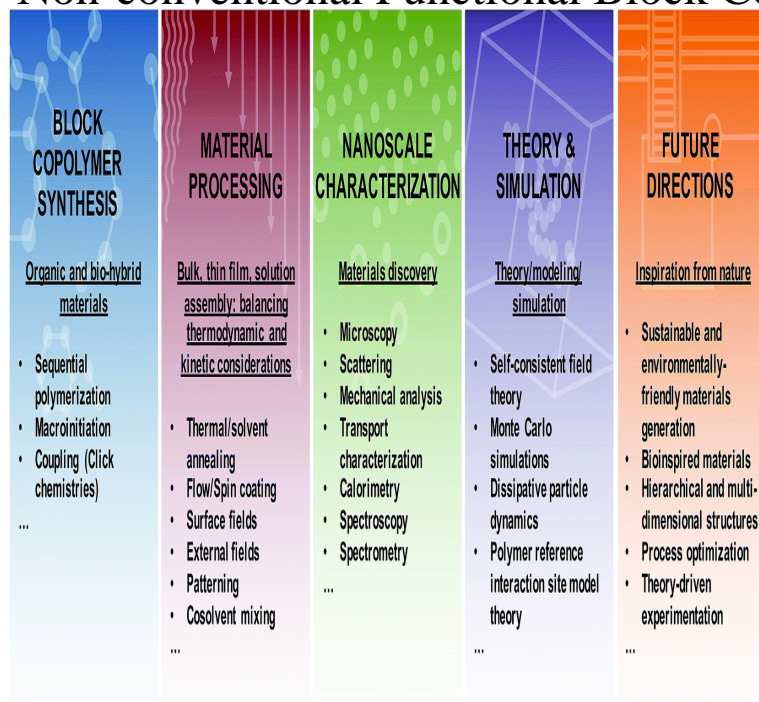 Non-conventional Functional Block Co
BLOCK
COPOLYMER
SYNTHESIS
Organic and bio-hybrid
materials
• Sequential
polymerization
• Macroinitiation
• Coupling (Click
chemistries)
...
MATERIAL
PROCESSING
Bulk, thin film, solution
assembly: balancing
thermodynamic and
kinetic considerations
• Thermal/solvent
annealing
• Flow/Spin coating
• Surface fields
• External fields
• Patterning
• Cosolvent mixing
...
NANOSCALE
CHARACTERIZATION
Materials discovery
• Microscopy
• Scattering
• Mechanical analysis
• Transport
characterization
• Calorimetry
• Spectroscopy
• Spectrometry
...
THEORY &
SIMULATION
Theory/modeling/
simulation
• Self-consistent field
theory
• Monte Carlo
simulations
• Dissipative particle
dynamics
• Polymer reference
interaction site model
theory
...
FUTURE
DIRECTIONS
Inspiration from nature
• Sustainable and
environmentally-
friendly materials
generation
• Bioinspired materials
• Hierarchical and multi-
dimensional structures
• Process optimization
• Theory-driven
experimentation
...